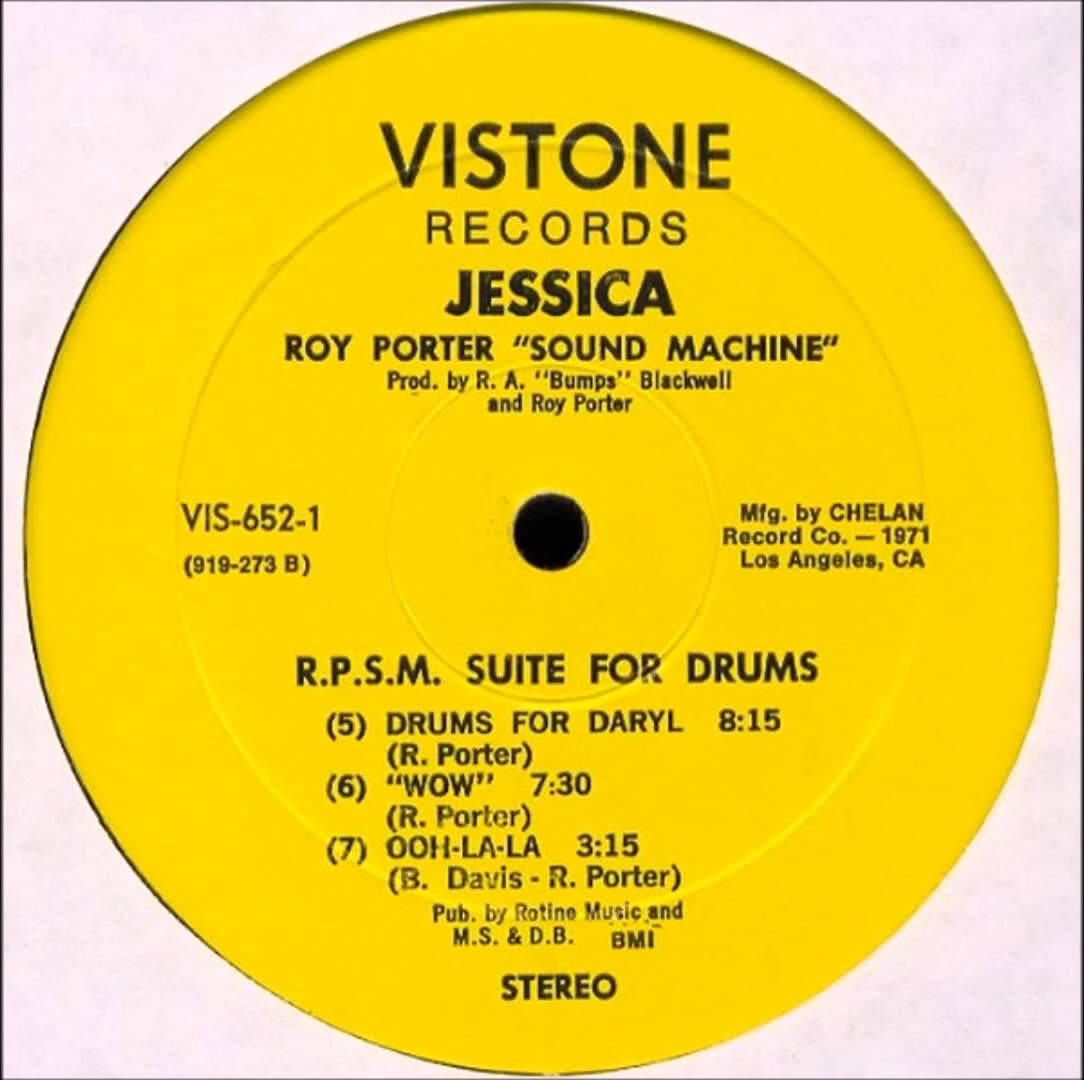 VISTONE
RECORDS
JESSICA
ROY PORTER "SOUND MACHINE"
Prod. by R. A. "Bumps" Blackwell
and Roy Porter
VIS-652-1
(919-273 B)
Mfg. by CHELAN
Record Co. — 1971
Los Angeles, CA
R.P.S.M. SUITE FOR DRUMS
(5) DRUMS FOR DARYL 8:15
(R. Porter)
(6) "WOW" 7:30
(R. Porter)
(7) OOH-LA-LA 3:15
(B. Davis - R. Porter)
Pub. by Rotine Music and
M.S. & D.B. BMI
STEREO